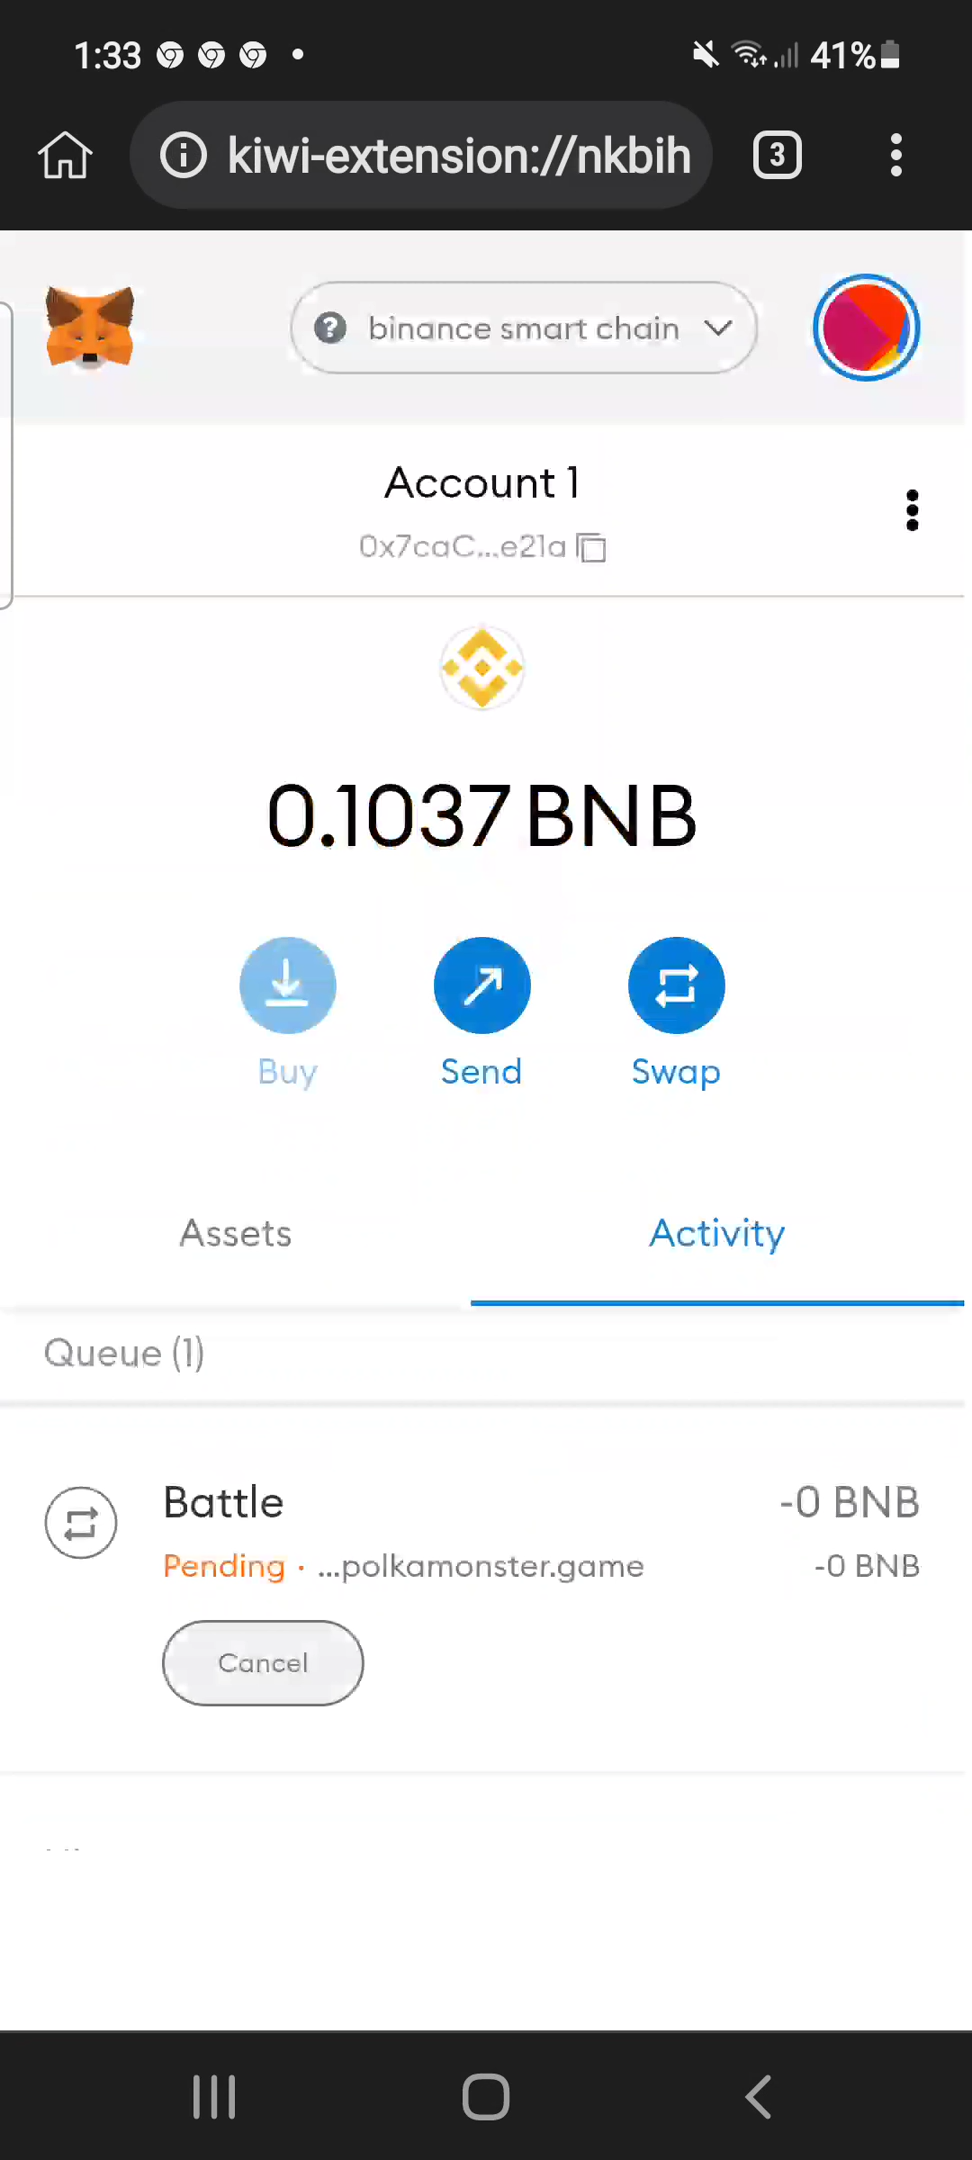 1:33
41%
kiwi-extension://nkbih
3
binance smart chain
Account 1
0x7caC...e21a
0.1037 BNB
Buy
Send
Swap
Assets
Activity
Queue (1)
Battle
-0 BNB
Pending · ...polkamonster.game
-0 BNB
Cancel